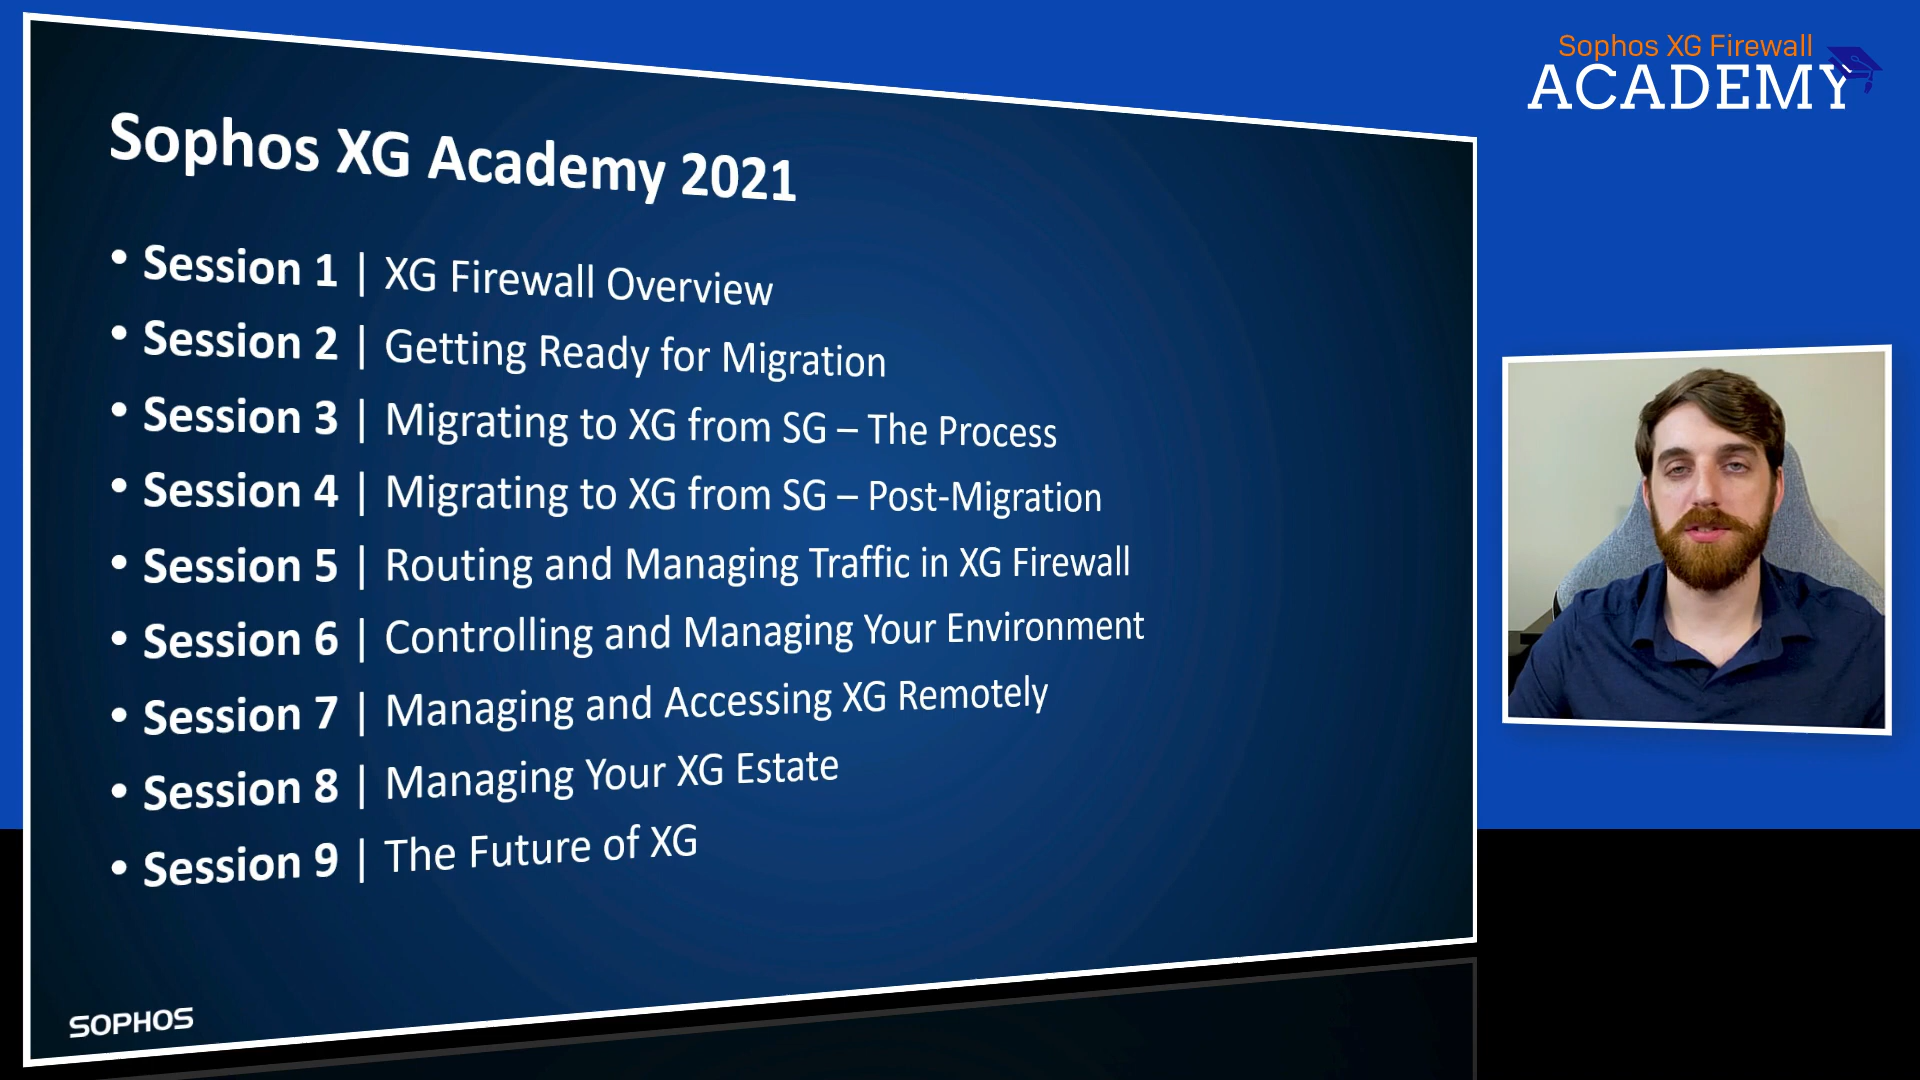 Sophos XG Firewall
ACADEMY
Sophos XG Academy 2021
• Session 1 | XG Firewall Overview
• Session 2 | Getting Ready for Migration
• Session 3 | Migrating to XG from SG – The Process
• Session 4 | Migrating to XG from SG – Post-Migration
• Session 5 | Routing and Managing Traffic in XG Firewall
• Session 6 | Controlling and Managing Your Environment
• Session 7 | Managing and Accessing XG Remotely
• Session 8 | Managing Your XG Estate
• Session 9 | The Future of XG
SOPHOS